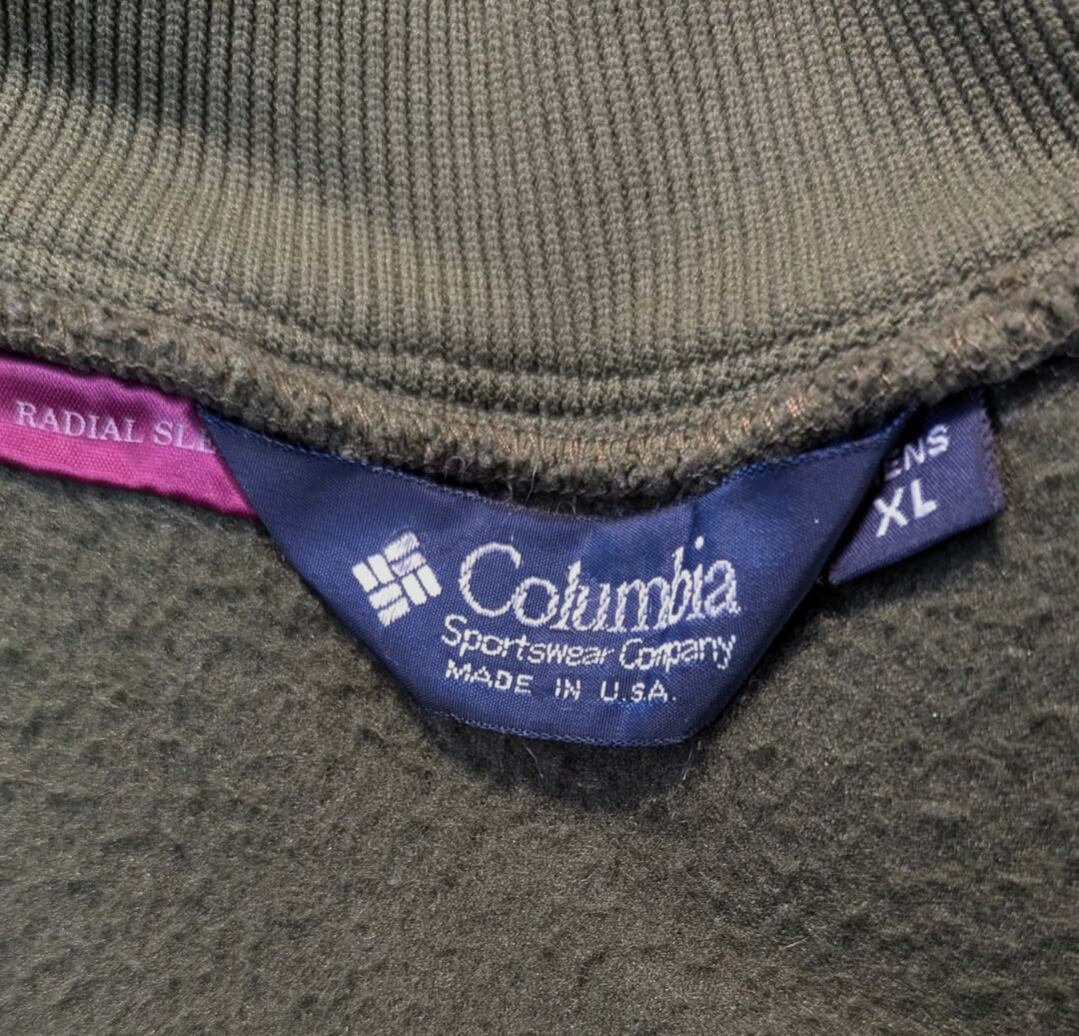 RADIAL SLE
ENS
XL
Columbia
Sportswear Company
MADE IN U.S.A.